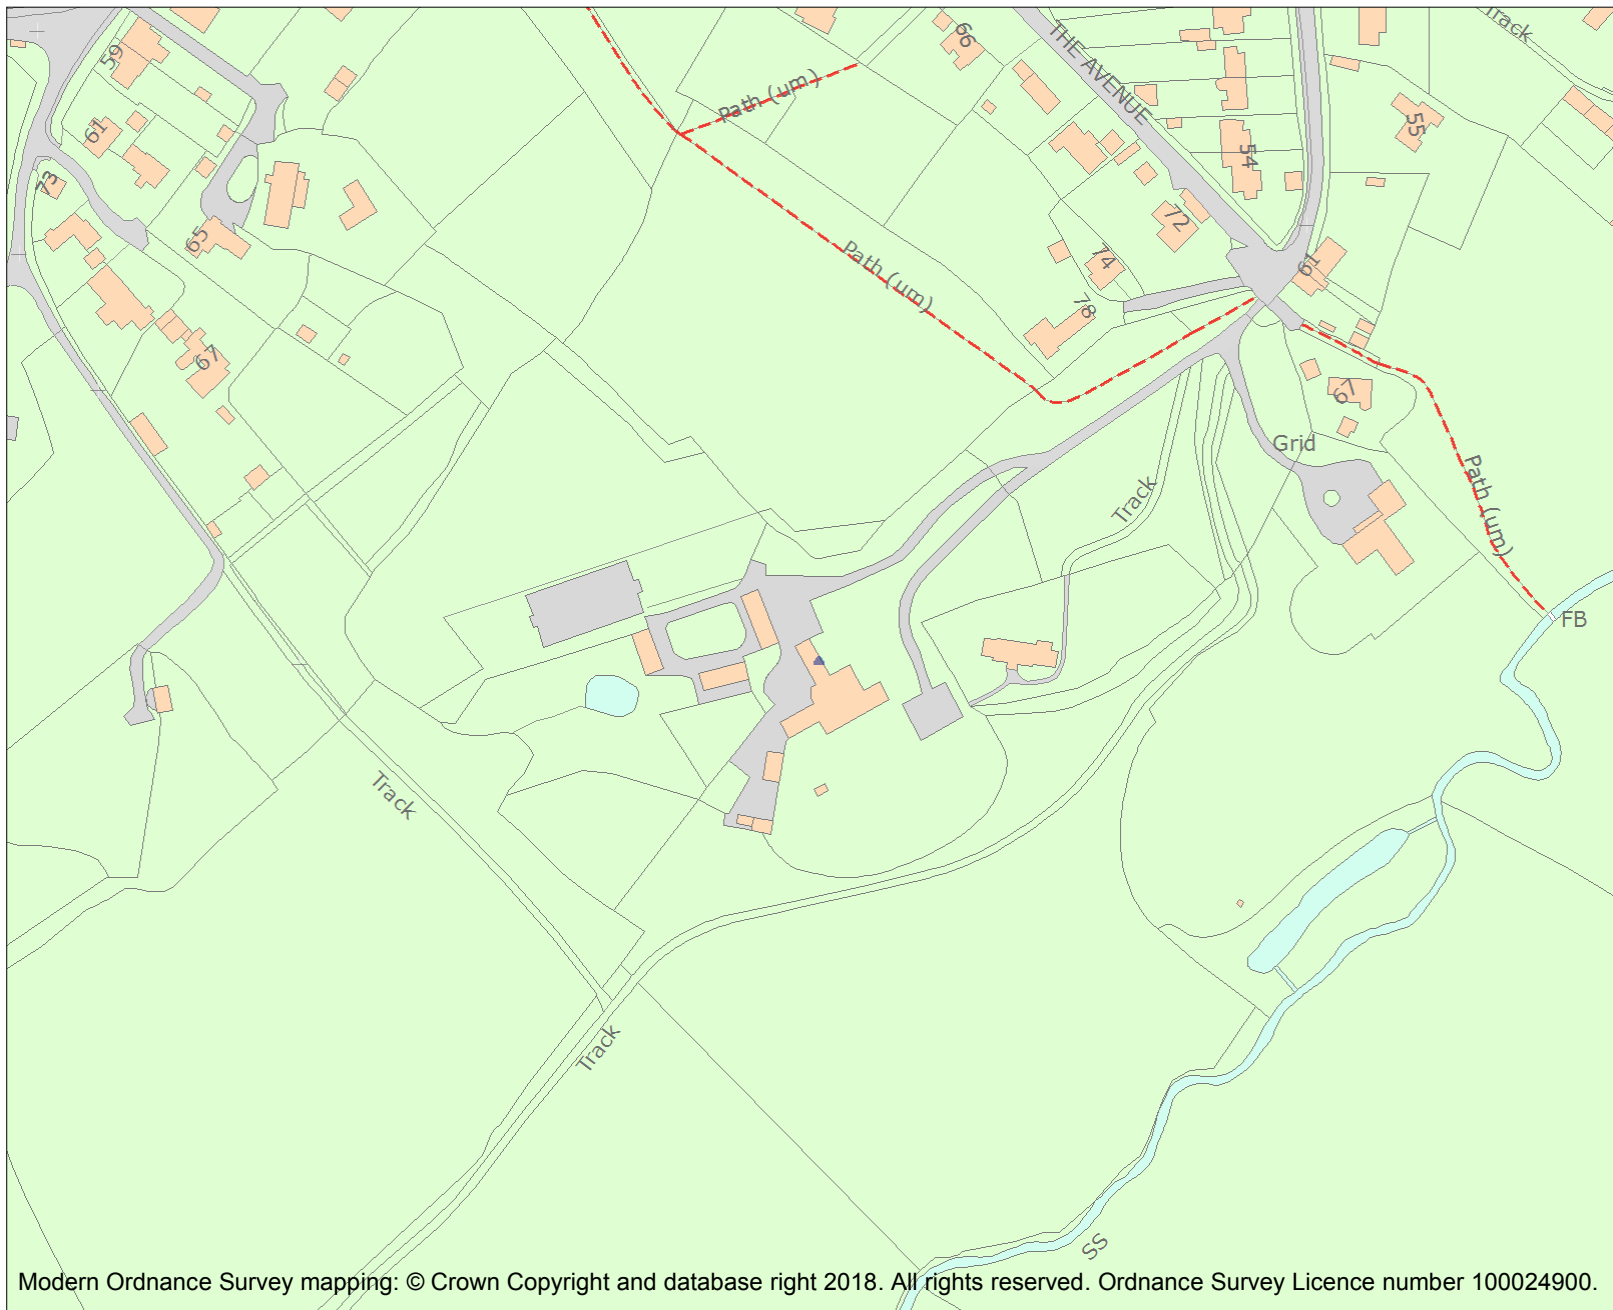 Track
59
66
THE AVENUE
Path (um)
55
61
54
73
72
65
Path (um)
74
61
78
67
67
Grid
Track
Path (um)
FB
Track
Track
SS
Modern Ordnance Survey mapping: © Crown Copyright and database right 2018. All rights reserved. Ordnance Survey Licence number 100024900.